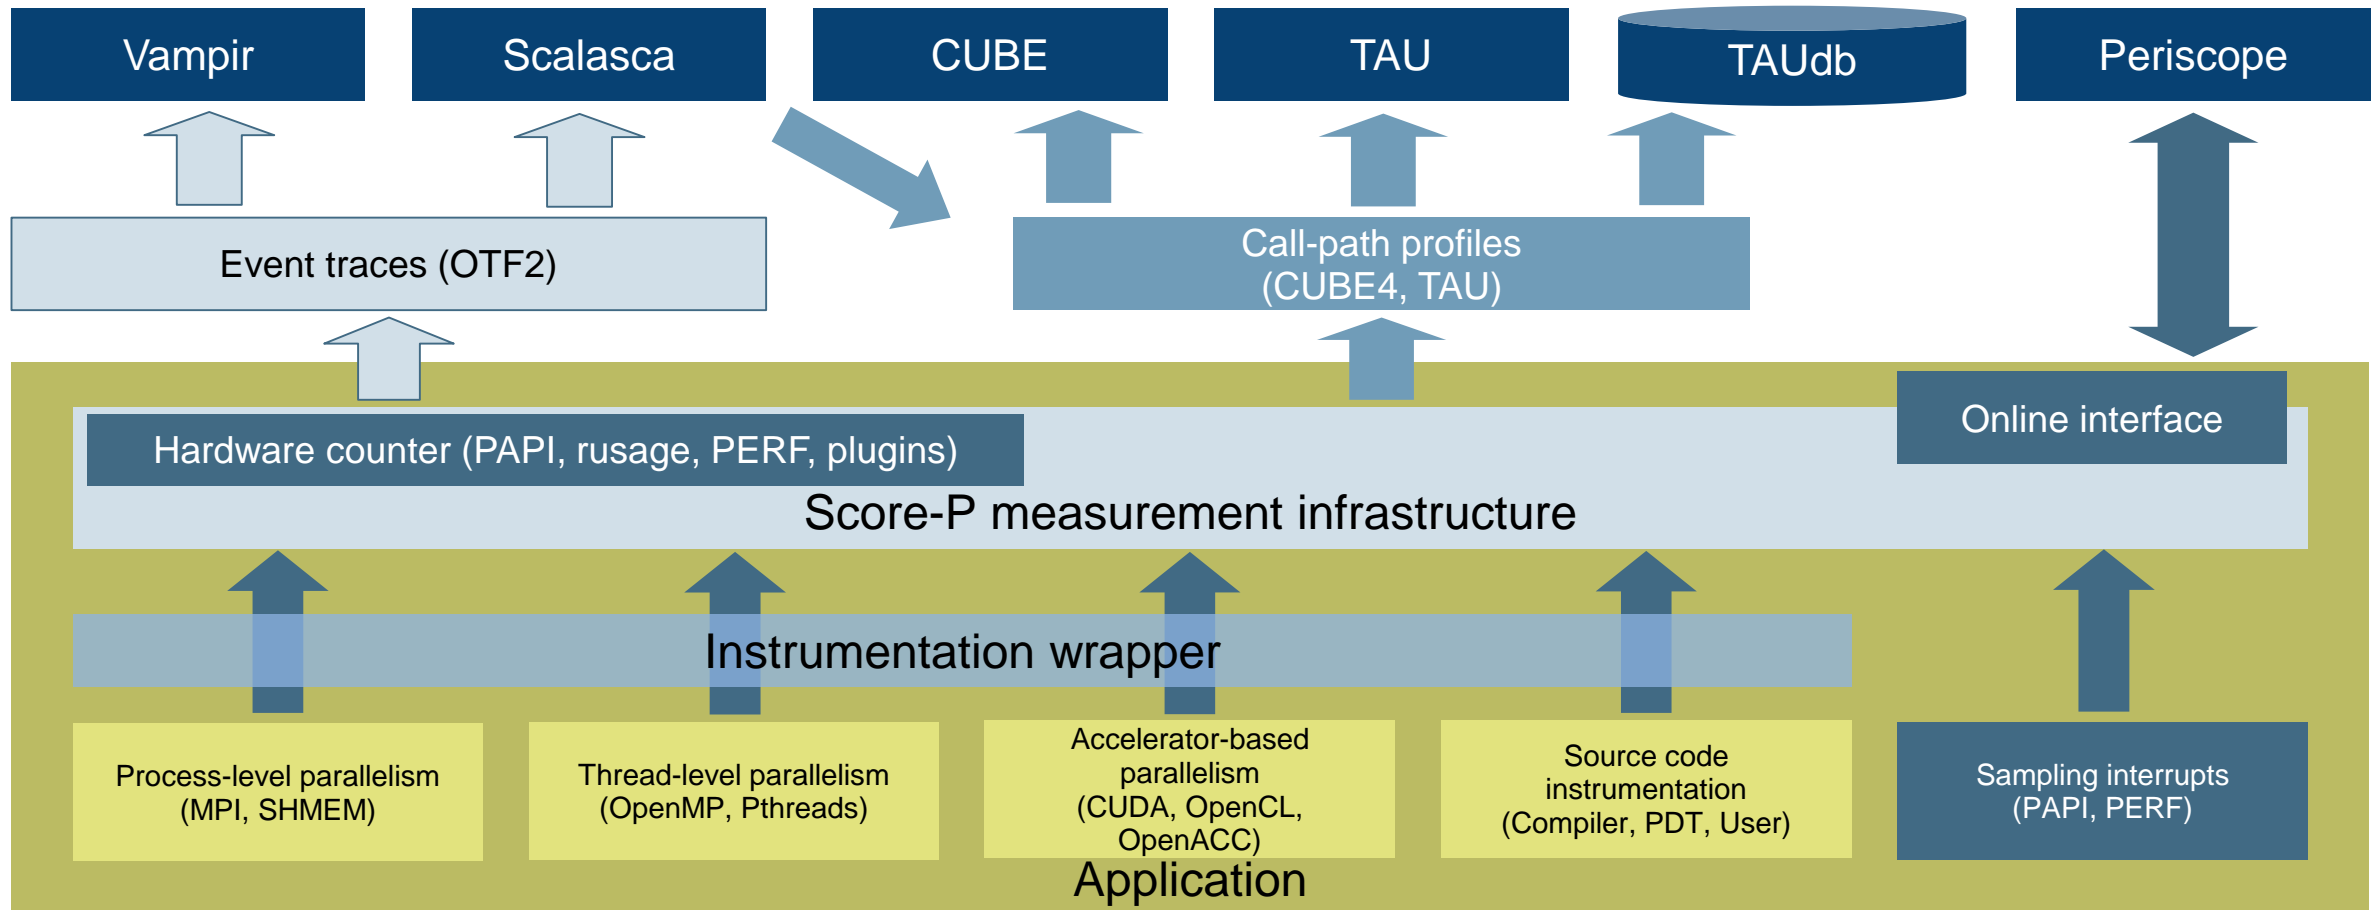 Vampir
Scalasca
CUBE
TAU
TAUdb
Periscope
Event traces (OTF2)
Call-path profiles
(CUBE4, TAU)
Online interface
Hardware counter (PAPI, rusage, PERF, plugins)
Score-P measurement infrastructure
Instrumentation wrapper
Process-level parallelism
(MPI, SHMEM)
Thread-level parallelism
(OpenMP, Pthreads)
Accelerator-based
parallelism
(CUDA, OpenCL,
OpenACC)
Source code
instrumentation
(Compiler, PDT, User)
Sampling interrupts
(PAPI, PERF)
Application